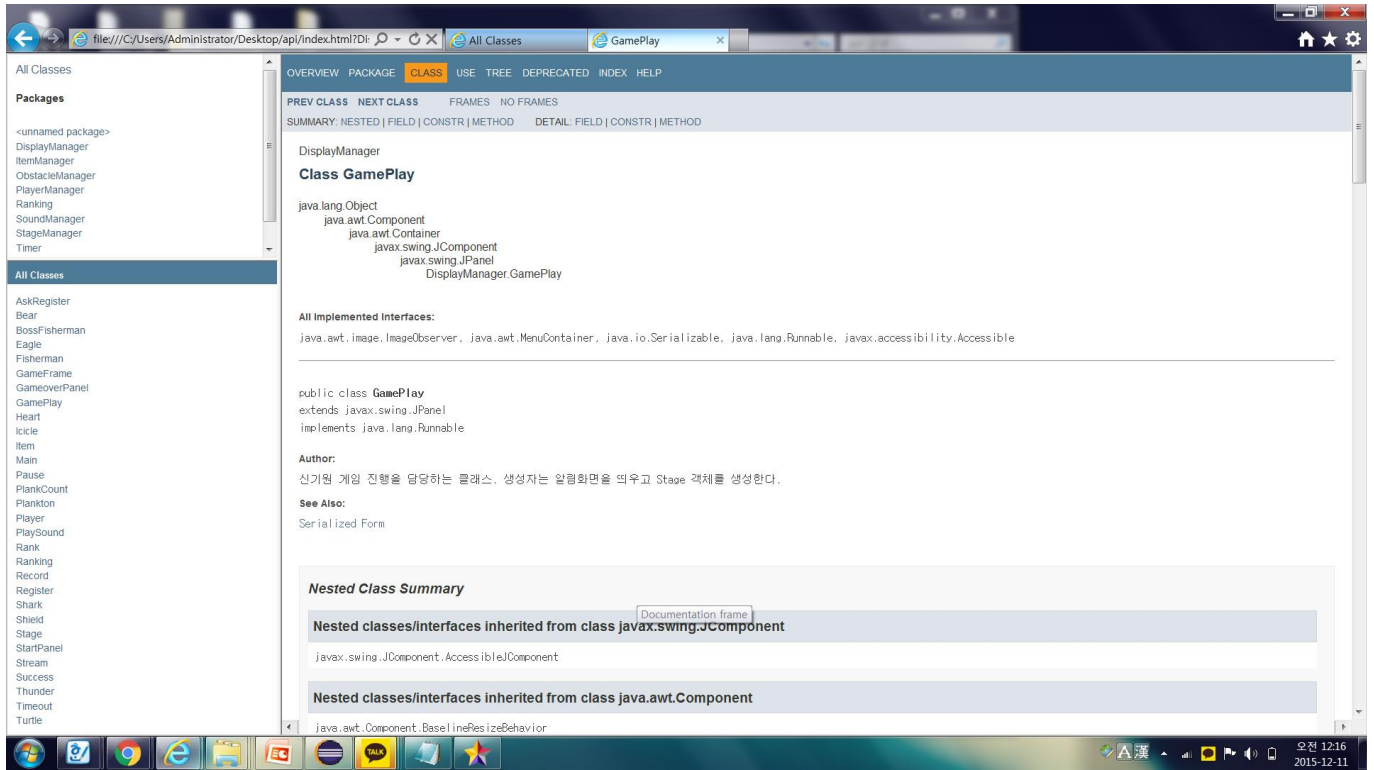 file:///C:/Users/Administrator/Desktop/api/index.html?Di
All Classes
GamePlay
All Classes
Packages
<unnamed package>
DisplayManager
ItemManager
ObstacleManager
PlayerManager
Ranking
SoundManager
StageManager
Timer
All Classes
AskRegister
Bear
BossFisherman
Eagle
Fisherman
GameFrame
GameoverPanel
GamePlay
Heart
Icicle
Item
Main
Pause
PlankCount
Plankton
Player
PlaySound
Rank
Ranking
Record
Register
Shark
Shield
Stage
StartPanel
Stream
Success
Thunder
Timeout
Turtle
OVERVIEW PACKAGE CLASS USE TREE DEPRECATED INDEX HELP
PREV CLASS NEXT CLASS FRAMES NO FRAMES
SUMMARY: NESTED | FIELD | CONSTR | METHOD DETAIL: FIELD | CONSTR | METHOD
DisplayManager
Class GamePlay
java.lang.Object
java.awt.Component
java.awt.Container
javax.swing.JComponent
javax.swing.JPanel
DisplayManager.GamePlay
All Implemented Interfaces:
java.awt.image.ImageObserver, java.awt.MenuContainer, java.io.Serializable, java.lang.Runnable, javax.accessibility.Accessible
public class GamePlay
extends javax.swing.JPanel
implements java.lang.Runnable
Author:
신기원 게임 진행을 담당하는 클래스. 생성자는 알림화면을 띄우고 Stage 객체를 생성한다.
See Also:
Serialized Form
Nested Class Summary
Documentation frame
Nested classes/interfaces inherited from class javax.swing.JComponent
javax.swing.JComponent.AccessibleJComponent
Nested classes/interfaces inherited from class java.awt.Component
java.awt.Component.BaselineResizeBehavior
TALK
A 漢
오전 12:16
2015-12-11